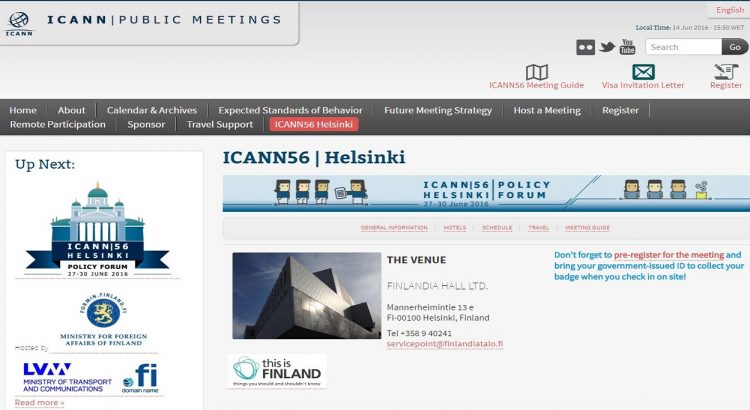 English
ICANN | PUBLIC MEETINGS
ICANN
Local Time: 14 Jun 2016 - 15:50 WET
You Tube
Search
Go
ICANN56 Meeting Guide
Visa Invitation Letter
Register
Home
About
Calendar & Archives
Expected Standards of Behavior
Future Meeting Strategy
Host a Meeting
Register
Remote Participation
Sponsor
Travel Support
ICANN56 Helsinki
Up Next:
ICANN|56
HELSINKI
POLICY FORUM
27-30 JUNE 2016
FORMIN.FINLAND.FI
MINISTRY FOR FOREIGN
AFFAIRS OF FINLAND
Hosted by
LVM
MINISTRY OF TRANSPORT
AND COMMUNICATIONS
.fi
domain name
Read more »
ICANN56 | Helsinki
ICANN|56 POLICY
HELSINKI FORUM
27–30 JUNE 2016
GENERAL INFORMATION | HOTELS | SCHEDULE | TRAVEL | MEETING GUIDE
THE VENUE
FINLANDIA HALL LTD.
Mannerheimintie 13 e
FI-00100 Helsinki, Finland
Tel +358 9 40241
servicepoint@finlandiatalo.fi
Don't forget to pre-register for the meeting and
bring your government-issued ID to collect your
badge when you check in on site!
this is
FINLAND
things you should and shouldn't know